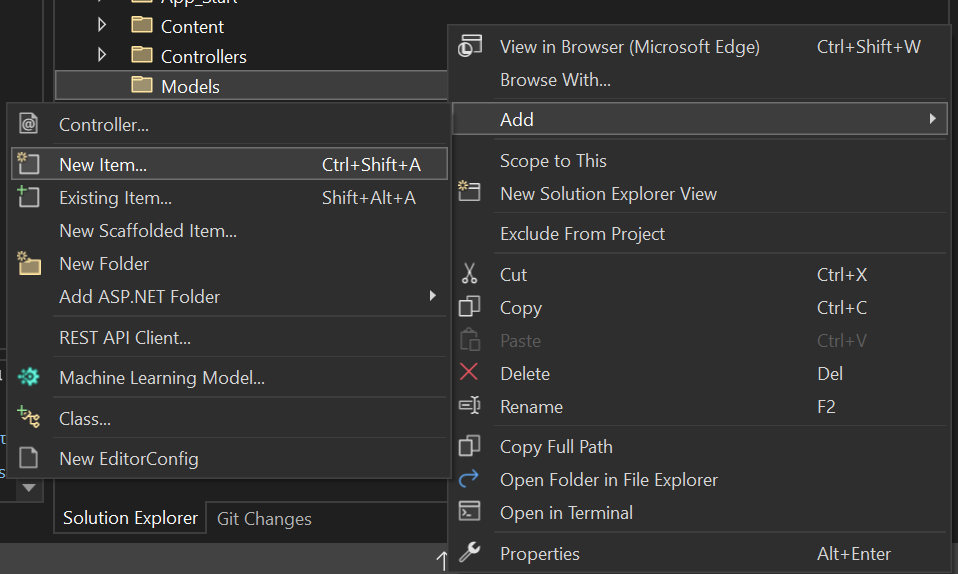 App_Start
Content
Controllers
Models
View in Browser (Microsoft Edge) Ctrl+Shift+W
Browse With...
Add
Scope to This
New Solution Explorer View
Exclude From Project
Cut Ctrl+X
Copy Ctrl+C
Paste Ctrl+V
Delete Del
Rename F2
Copy Full Path
Open Folder in File Explorer
Open in Terminal
Properties Alt+Enter
Controller...
New Item... Ctrl+Shift+A
Existing Item... Shift+Alt+A
New Scaffolded Item...
New Folder
Add ASP.NET Folder
REST API Client...
Machine Learning Model...
Class...
New EditorConfig
Solution Explorer Git Changes